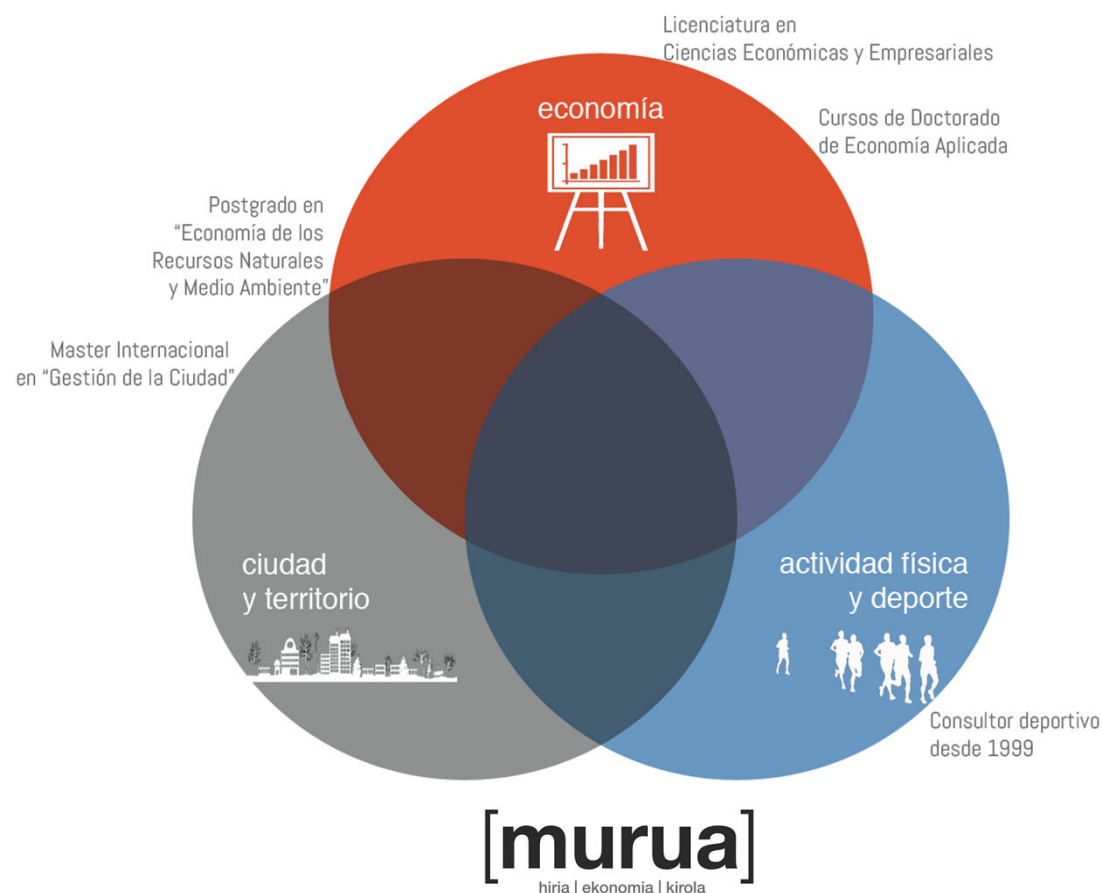 Licenciatura en
Ciencias Económicas y Empresariales
economía
Cursos de Doctorado
de Economía Aplicada
Postgrado en
“Economía de los
Recursos Naturales
y Medio Ambiente”
Master Internacional
en “Gestión de la Ciudad”
ciudad
y territorio
actividad física
y deporte
Consultor deportivo
desde 1999
[murua]
hiria | ekonomia | kirola